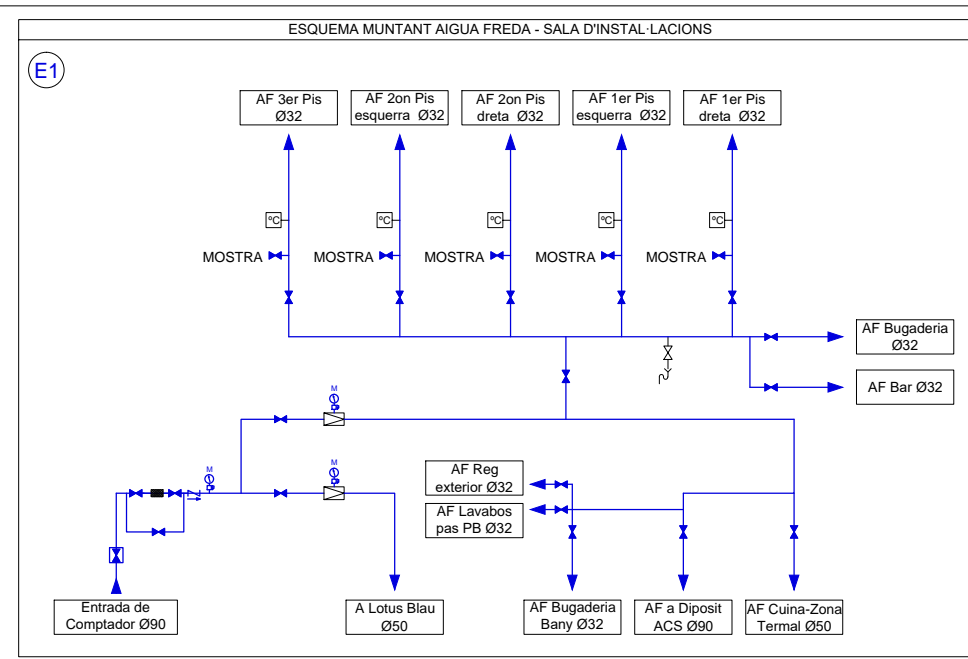 ESQUEMA MUNTANT AIGUA FREDA - SALA D'INSTAL·LACIONS
E1
AF 3er Pis
Ø32
AF 2on Pis
esquerra Ø32
AF 2on Pis
dreta Ø32
AF 1er Pis
esquerra Ø32
AF 1er Pis
dreta Ø32
ºC
ºC
ºC
ºC
ºC
MOSTRA
MOSTRA
MOSTRA
MOSTRA
MOSTRA
AF Bugaderia
Ø32
AF Bar Ø32
M
M
M
AF Reg
exterior Ø32
AF Lavabos
pas PB Ø32
Entrada de
Comptador Ø90
A Lotus Blau
Ø50
AF Bugaderia
Bany Ø32
AF a Diposit
ACS Ø90
AF Cuina-Zona
Termal Ø50